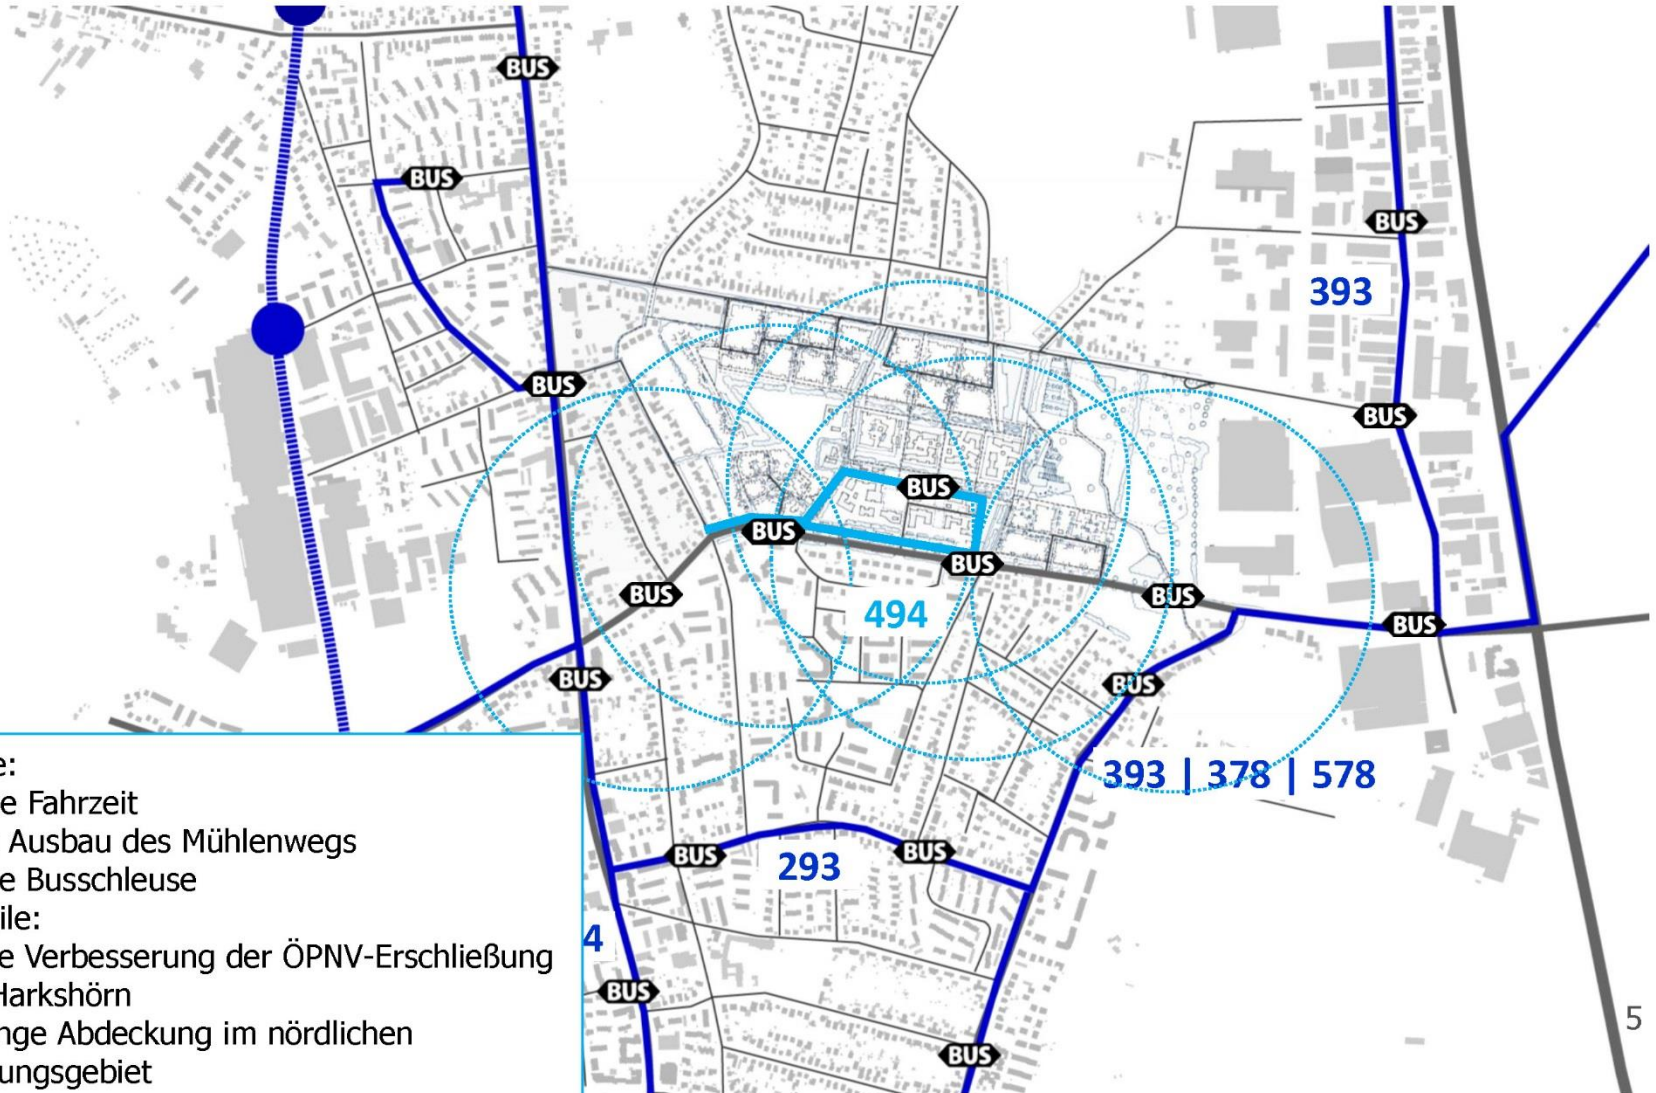 BUS
BUS
BUS
393
BUS
BUS
BUS
BUS
BUS
BUS
BUS
BUS
494
BUS
BUS
BUS
393 | 378 | 578
BUS
293
BUS
4
BUS
BUS
e:
e Fahrzeit
Ausbau des Mühlenwegs
e Busschleuse
ile:
e Verbesserung der ÖPNV-Erschließung
Harkshörn
nge Abdeckung im nördlichen
ungsgebiet
5